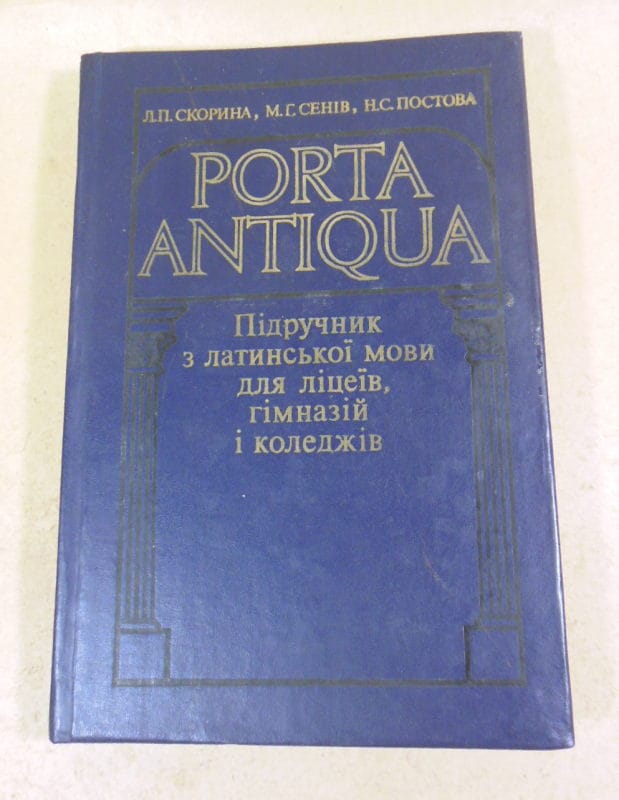 Л.П. СКОРИНА, М.Г. СЕНІВ, Н.С. ПОСТОВА
PORTA
ANTIQUA
Підручник
з латинської мови
для ліцеїв,
гімназій
і коледжів